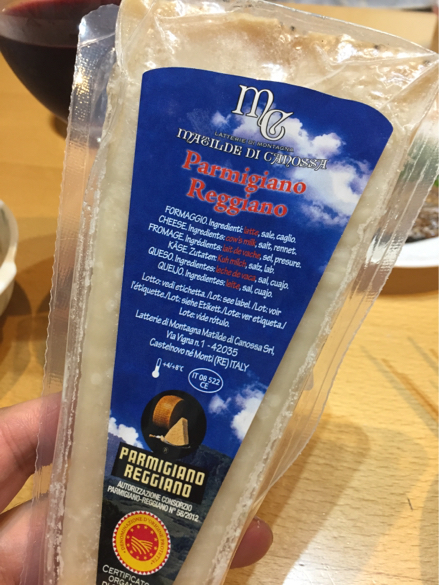 MC
LATTERIE DI MONTAGNA
MATILDE DI CANOSSA
Parmigiano
Reggiano
FORMAGGIO. Ingredienti: latte, sale, caglio.
CHEESE. Ingredients: cow's milk, salt, rennet.
FROMAGE. Ingrédients: lait de vache, sel, presure.
KÄSE. Zutaten: Kuh milch, salz, lab.
QUESO. Ingredientes: leche de vaca, sal, cuajo.
QUEIJO. Ingredientes: leite, sal, cuajo.
Lotto: vedi etichetta. /Lot: see label. /Lot: voir
l'étiquette./Lot: siehe Etikett./Lote: ver etiqueta./
Lote: vide rótulo.
Latterie di Montagna Matilde di Canossa Srl,
Via Vigna n. 1 - 42035
Castelnovo né Monti (RE) ITALY
+4/+8°C
IT 08 522
CE
PARMIGIANO
REGGIANO
AUTORIZZAZIONE CONSORZIO
PARMIGIANO-REGGIANO N° 56/2012
CERTIFICATO